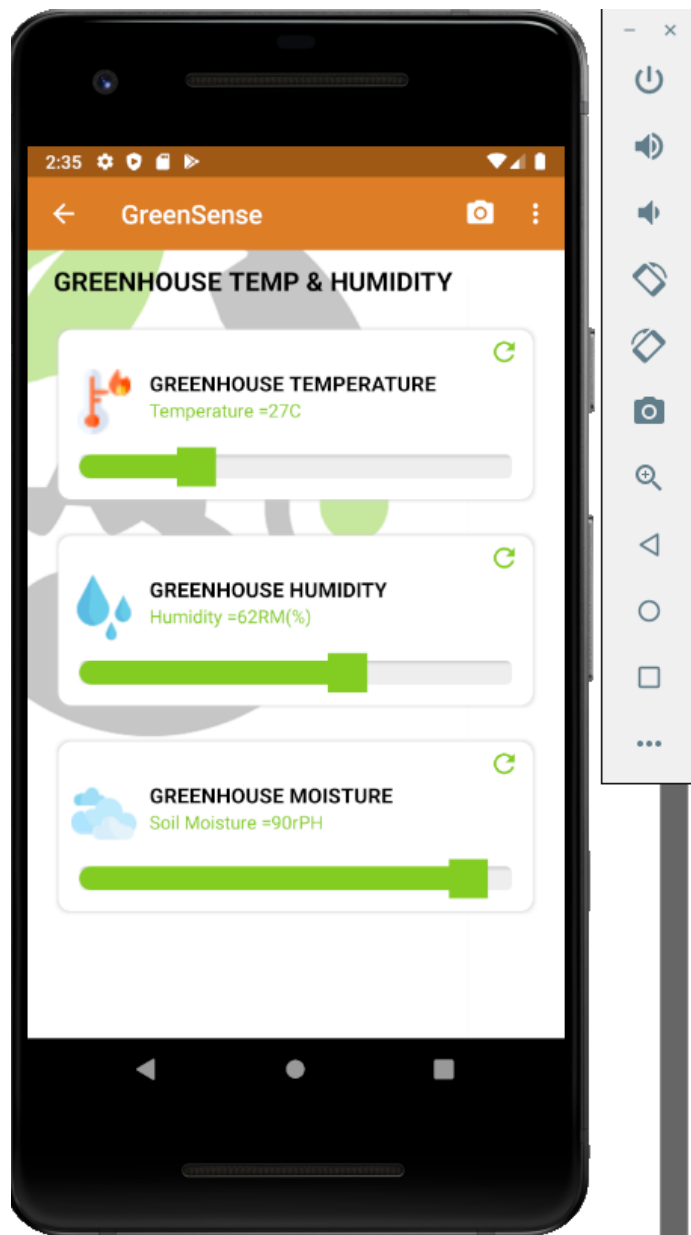 2:35
GreenSense
GREENHOUSE TEMP & HUMIDITY
GREENHOUSE TEMPERATURE
Temperature =27C
GREENHOUSE HUMIDITY
Humidity =62RM(%)
GREENHOUSE MOISTURE
Soil Moisture =90rPH